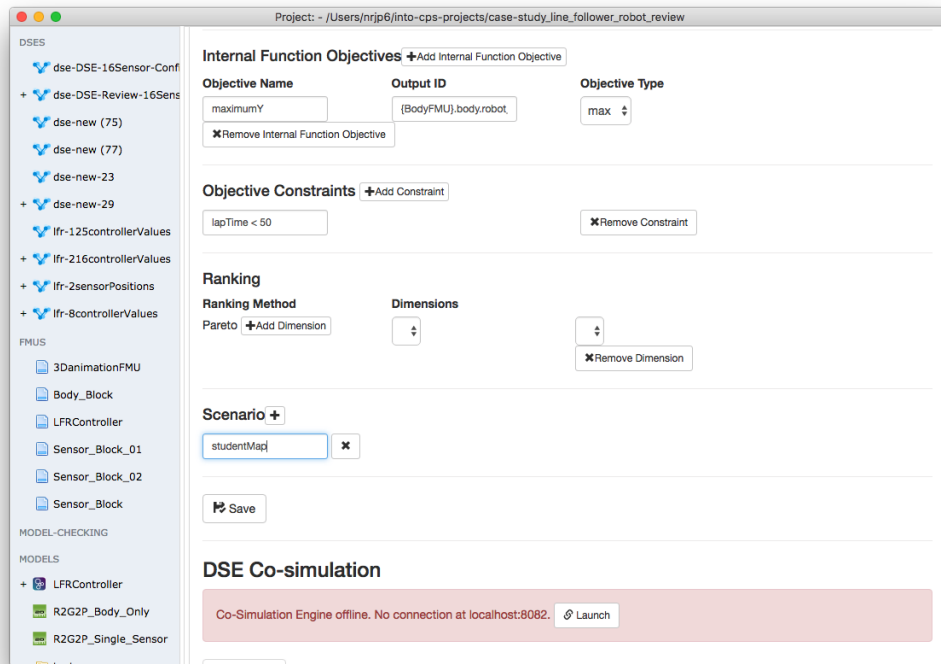 Project: - /Users/nrjp6/into-cps-projects/case-study_line_follower_robot_review
DSES
dse-DSE-16Sensor-Confi
+ dse-DSE-Review-16Sens
dse-new (75)
dse-new (77)
dse-new-23
+ dse-new-29
lfr-125controllerValues
+ lfr-216controllerValues
+ lfr-2sensorPositions
+ lfr-8controllerValues
FMUS
3DanimationFMU
Body_Block
LFRController
Sensor_Block_01
Sensor_Block_02
Sensor_Block
MODEL-CHECKING
MODELS
+ LFRController
R2G2P_Body_Only
R2G2P_Single_Sensor
Internal Function Objectives +Add Internal Function Objective
Objective Name Output ID Objective Type
maximumY {BodyFMU}.body.robot_ max
✖Remove Internal Function Objective
Objective Constraints +Add Constraint
lapTime < 50 ✖Remove Constraint
Ranking
Ranking Method Dimensions
Pareto +Add Dimension
✖Remove Dimension
Scenario +
studentMap ✖
Save
DSE Co-simulation
Co-Simulation Engine offline. No connection at localhost:8082. Launch